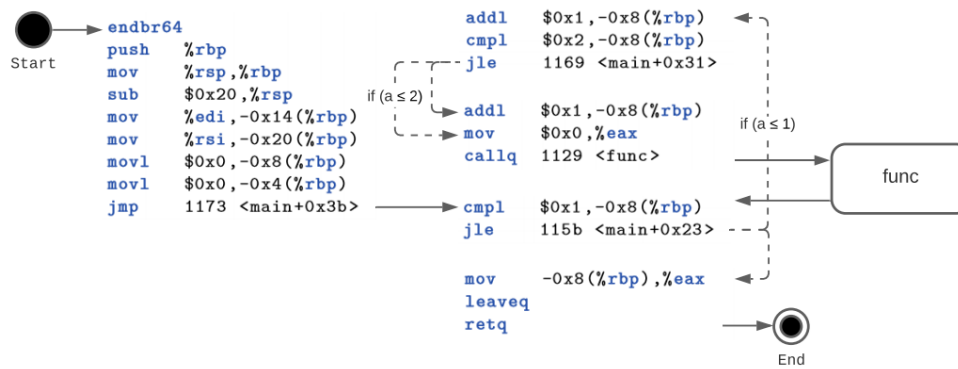 Start
endbr64
push %rbp
mov %rsp,%rbp
sub $0x20,%rsp
mov %edi,-0x14(%rbp)
mov %rsi,-0x20(%rbp)
movl $0x0,-0x8(%rbp)
movl $0x0,-0x4(%rbp)
jmp 1173 <main+0x3b>
addl $0x1,-0x8(%rbp)
cmpl $0x2,-0x8(%rbp)
jle 1169 <main+0x31>
if (a ≤ 2)
addl $0x1,-0x8(%rbp)
mov $0x0,%eax
callq 1129 <func>
if (a ≤ 1)
func
cmpl $0x1,-0x8(%rbp)
jle 115b <main+0x23>
mov -0x8(%rbp),%eax
leaveq
retq
End